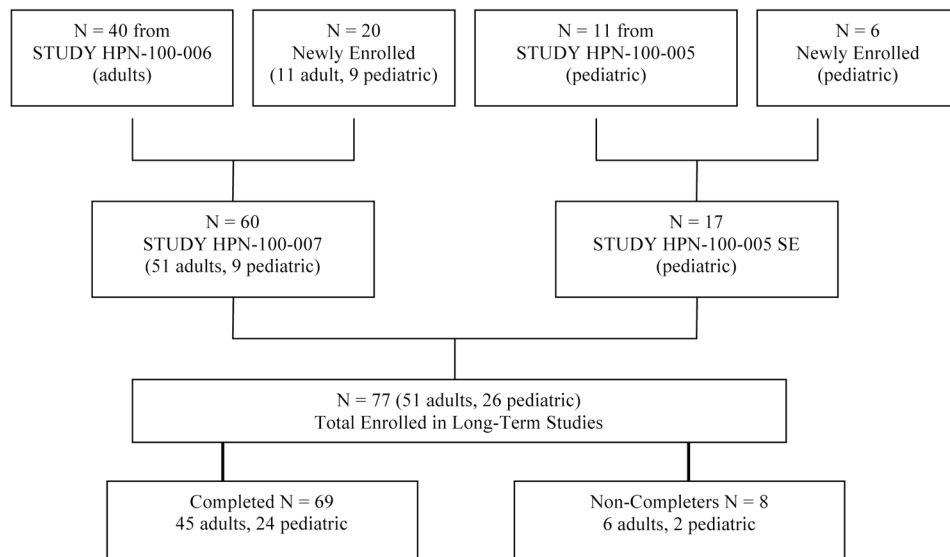 N = 40 from
STUDY HPN-100-006
(adults)
N = 20
Newly Enrolled
(11 adult, 9 pediatric)
N = 11 from
STUDY HPN-100-005
(pediatric)
N = 6
Newly Enrolled
(pediatric)
N = 60
STUDY HPN-100-007
(51 adults, 9 pediatric)
N = 17
STUDY HPN-100-005 SE
(pediatric)
N = 77 (51 adults, 26 pediatric)
Total Enrolled in Long-Term Studies
Completed N = 69
45 adults, 24 pediatric
Non-Completers N = 8
6 adults, 2 pediatric